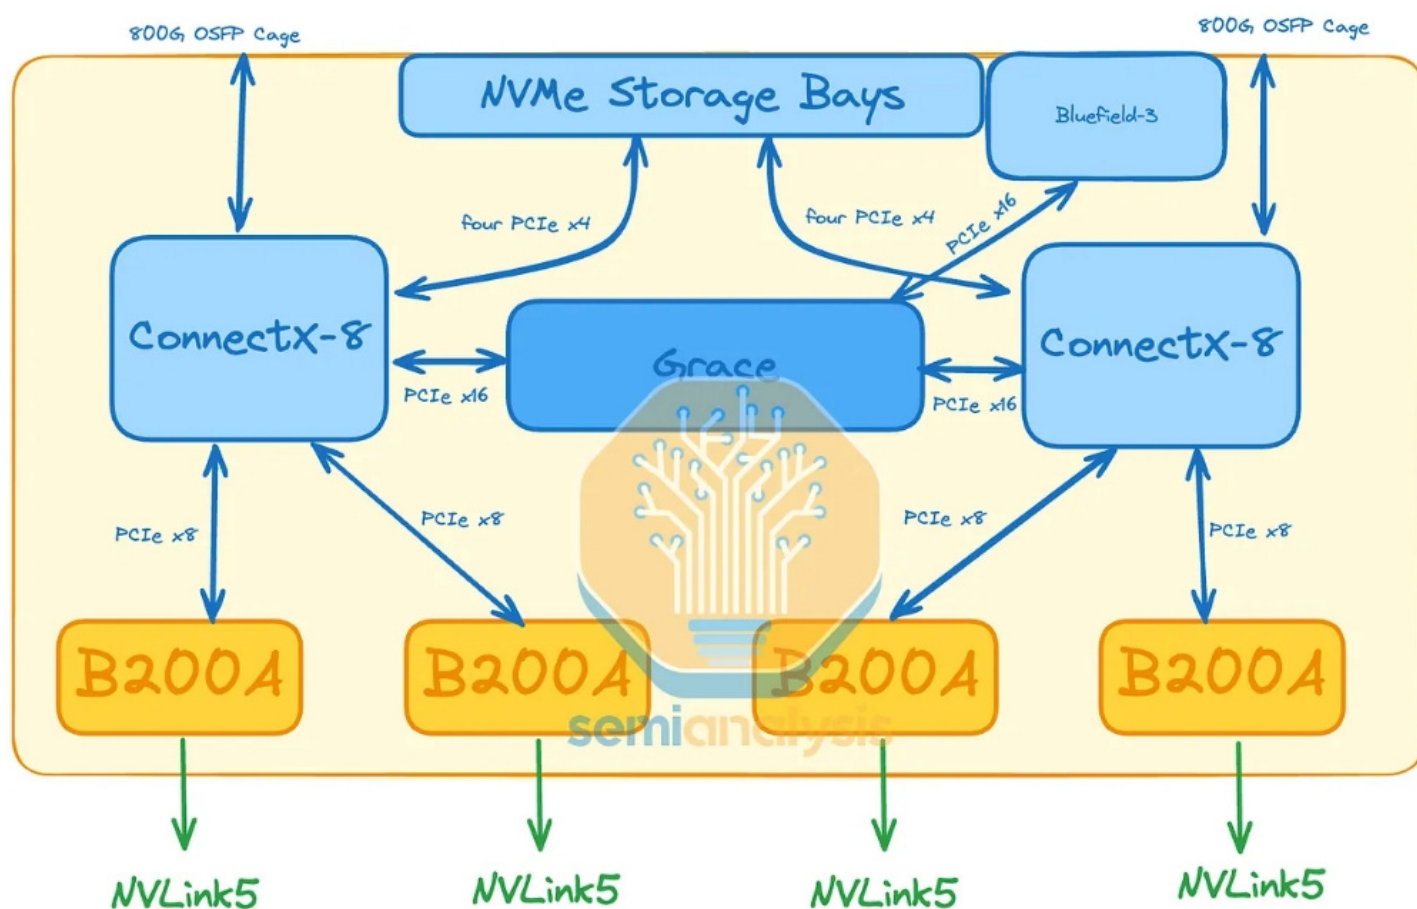 800G OSFP Cage
800G OSFP Cage
NVMe Storage Bays
Bluefield-3
four PCIe x4
four PCIe x4
PCIe x16
ConnectX-8
Grace
ConnectX-8
PCIe x16
PCIe x16
PCIe x8
PCIe x8
PCIe x8
PCIe x8
B200A
B200A
B200A
B200A
semianalysis
NVLink5
NVLink5
NVLink5
NVLink5